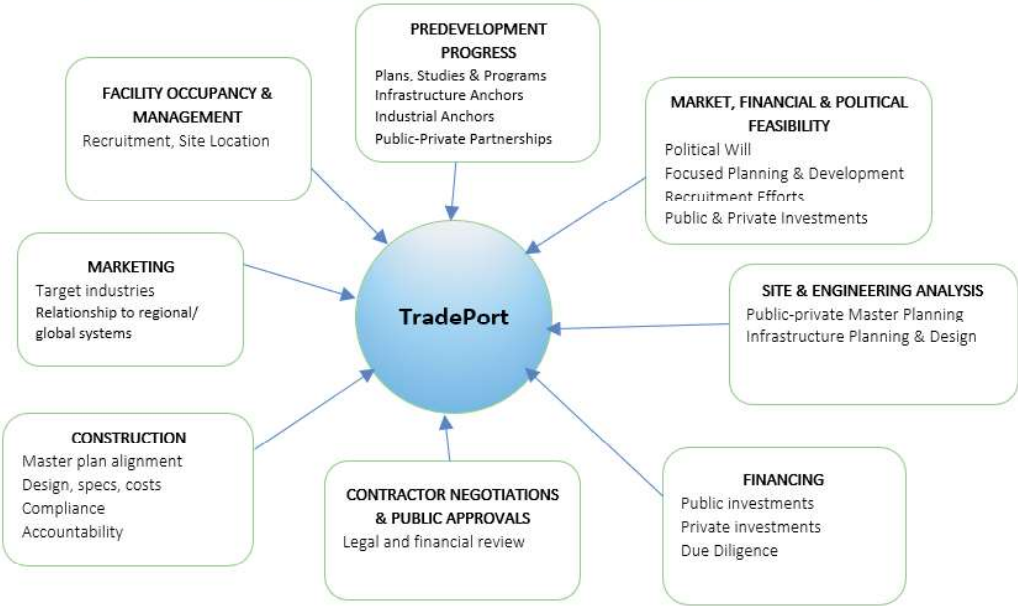 PREDEVELOPMENT
PROGRESS
Plans, Studies & Programs
Infrastructure Anchors
Industrial Anchors
Public-Private Partnerships
FACILITY OCCUPANCY &
MANAGEMENT
Recruitment, Site Location
MARKET, FINANCIAL & POLITICAL
FEASIBILITY
Political Will
Focused Planning & Development
Recruitment Efforts
Public & Private Investments
MARKETING
Target industries
Relationship to regional/
global systems
TradePort
SITE & ENGINEERING ANALYSIS
Public-private Master Planning
Infrastructure Planning & Design
CONSTRUCTION
Master plan alignment
Design, specs, costs
Compliance
Accountability
CONTRACTOR NEGOTIATIONS
& PUBLIC APPROVALS
Legal and financial review
FINANCING
Public investments
Private investments
Due Diligence